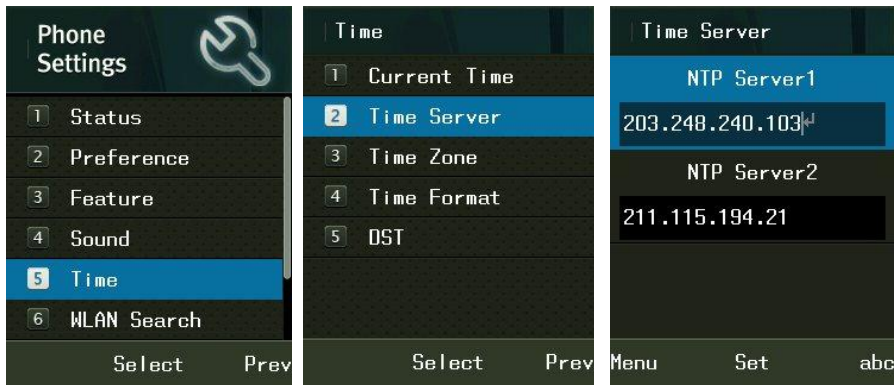 Phone
Settings
1 Status
2 Preference
3 Feature
4 Sound
5 Time
6 WLAN Search
Select Prev
Time
1 Current Time
2 Time Server
3 Time Zone
4 Time Format
5 DST
Select Prev
Time Server
NTP Server1
203.248.240.103
NTP Server2
211.115.194.21
Menu Set abc